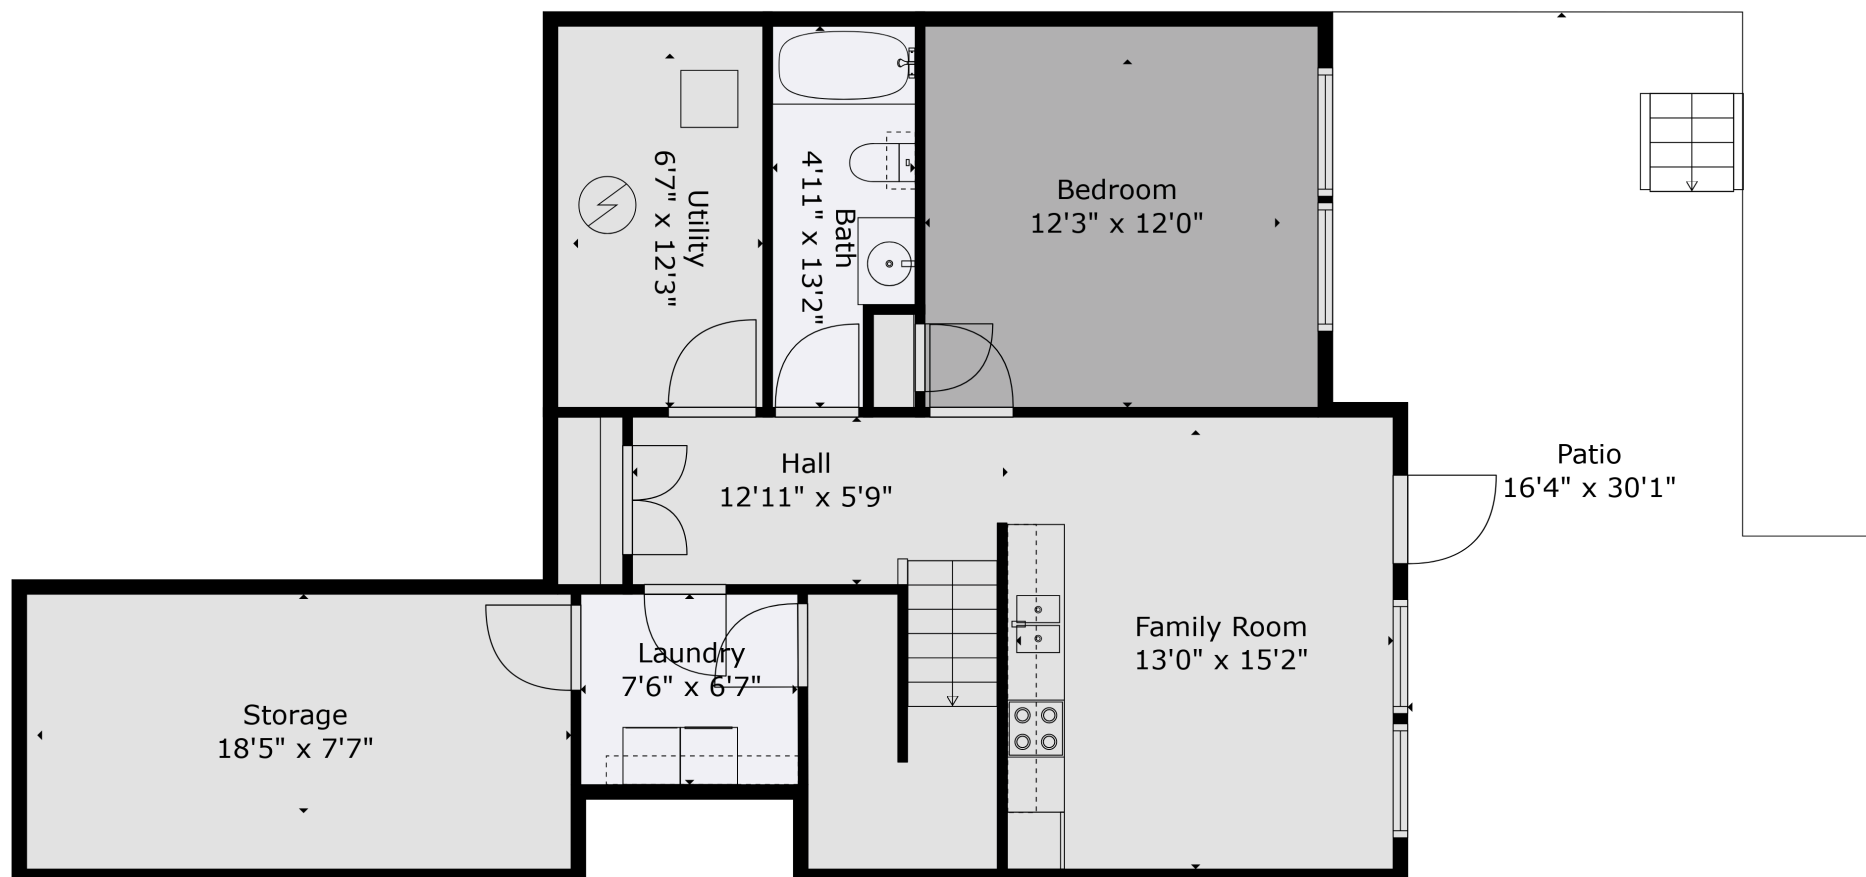 Utility
6'7" x 12'3"
Bath
4'11" x 13'2"
Bedroom
12'3" x 12'0"
Hall
12'11" x 5'9"
Patio
16'4" x 30'1"
Family Room
13'0" x 15'2"
Laundry
7'6" x 6'7"
Storage
18'5" x 7'7"